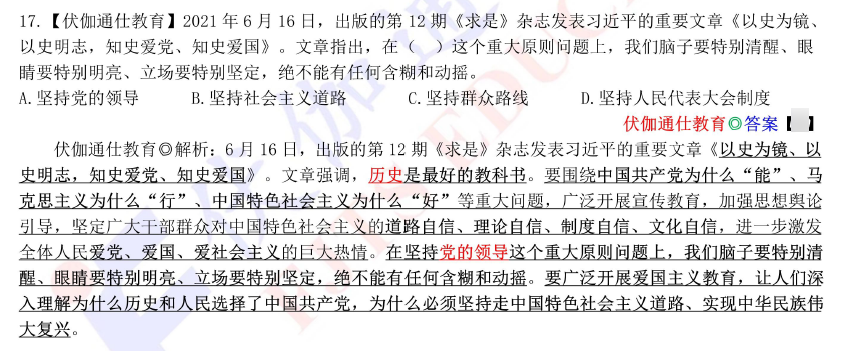 17.【伏伽通仕教育】2021 年 6 月 16 日，出版的第 12 期《求是》杂志发表习近平的重要文章《以史为镜、
以史明志，知史爱党、知史爱国》。文章指出，在（　）这个重大原则问题上，我们脑子要特别清醒、眼
睛要特别明亮、立场要特别坚定，绝不能有任何含糊和动摇。
A.坚持党的领导 B.坚持社会主义道路 C.坚持群众路线 D.坚持人民代表大会制度
伏伽通仕教育◎答案【 】
伏伽通仕教育◎解析：6 月 16 日，出版的第 12 期《求是》杂志发表习近平的重要文章《以史为镜、以
史明志，知史爱党、知史爱国》。文章强调，历史是最好的教科书。要围绕中国共产党为什么“能”、马
克思主义为什么“行”、中国特色社会主义为什么“好”等重大问题，广泛开展宣传教育，加强思想舆论
引导，坚定广大干部群众对中国特色社会主义的道路自信、理论自信、制度自信、文化自信，进一步激发
全体人民爱党、爱国、爱社会主义的巨大热情。在坚持党的领导这个重大原则问题上，我们脑子要特别清
醒、眼睛要特别明亮、立场要特别坚定，绝不能有任何含糊和动摇。要广泛开展爱国主义教育，让人们深
入理解为什么历史和人民选择了中国共产党，为什么必须坚持走中国特色社会主义道路、实现中华民族伟
大复兴。